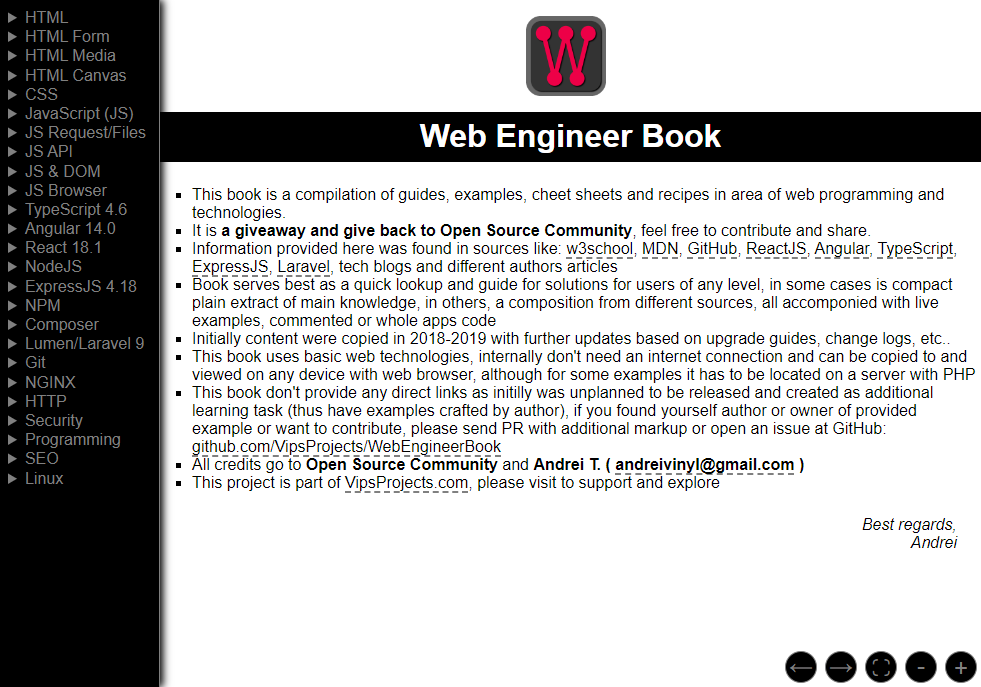 HTML
HTML Form
HTML Media
HTML Canvas
CSS
JavaScript (JS)
JS Request/Files
JS API
JS & DOM
JS Browser
TypeScript 4.6
Angular 14.0
React 18.1
NodeJS
ExpressJS 4.18
NPM
Composer
Lumen/Laravel 9
Git
NGINX
HTTP
Security
Programming
SEO
Linux
W
Web Engineer Book
This book is a compilation of guides, examples, cheet sheets and recipes in area of web programming and
technologies.
It is a giveaway and give back to Open Source Community, feel free to contribute and share.
Information provided here was found in sources like: w3school, MDN, GitHub, ReactJS, Angular, TypeScript,
ExpressJS, Laravel, tech blogs and different authors articles
Book serves best as a quick lookup and guide for solutions for users of any level, in some cases is compact
plain extract of main knowledge, in others, a composition from different sources, all accomponied with live
examples, commented or whole apps code
Initially content were copied in 2018-2019 with further updates based on upgrade guides, change logs, etc..
This book uses basic web technologies, internally don't need an internet connection and can be copied to and
viewed on any device with web browser, although for some examples it has to be located on a server with PHP
This book don't provide any direct links as initilly was unplanned to be released and created as additional
learning task (thus have examples crafted by author), if you found yourself author or owner of provided
example or want to contribute, please send PR with additional markup or open an issue at GitHub:
github.com/VipsProjects/WebEngineerBook
All credits go to Open Source Community and Andrei T. ( andreivinyl@gmail.com )
This project is part of VipsProjects.com, please visit to support and explore
Best regards,
Andrei